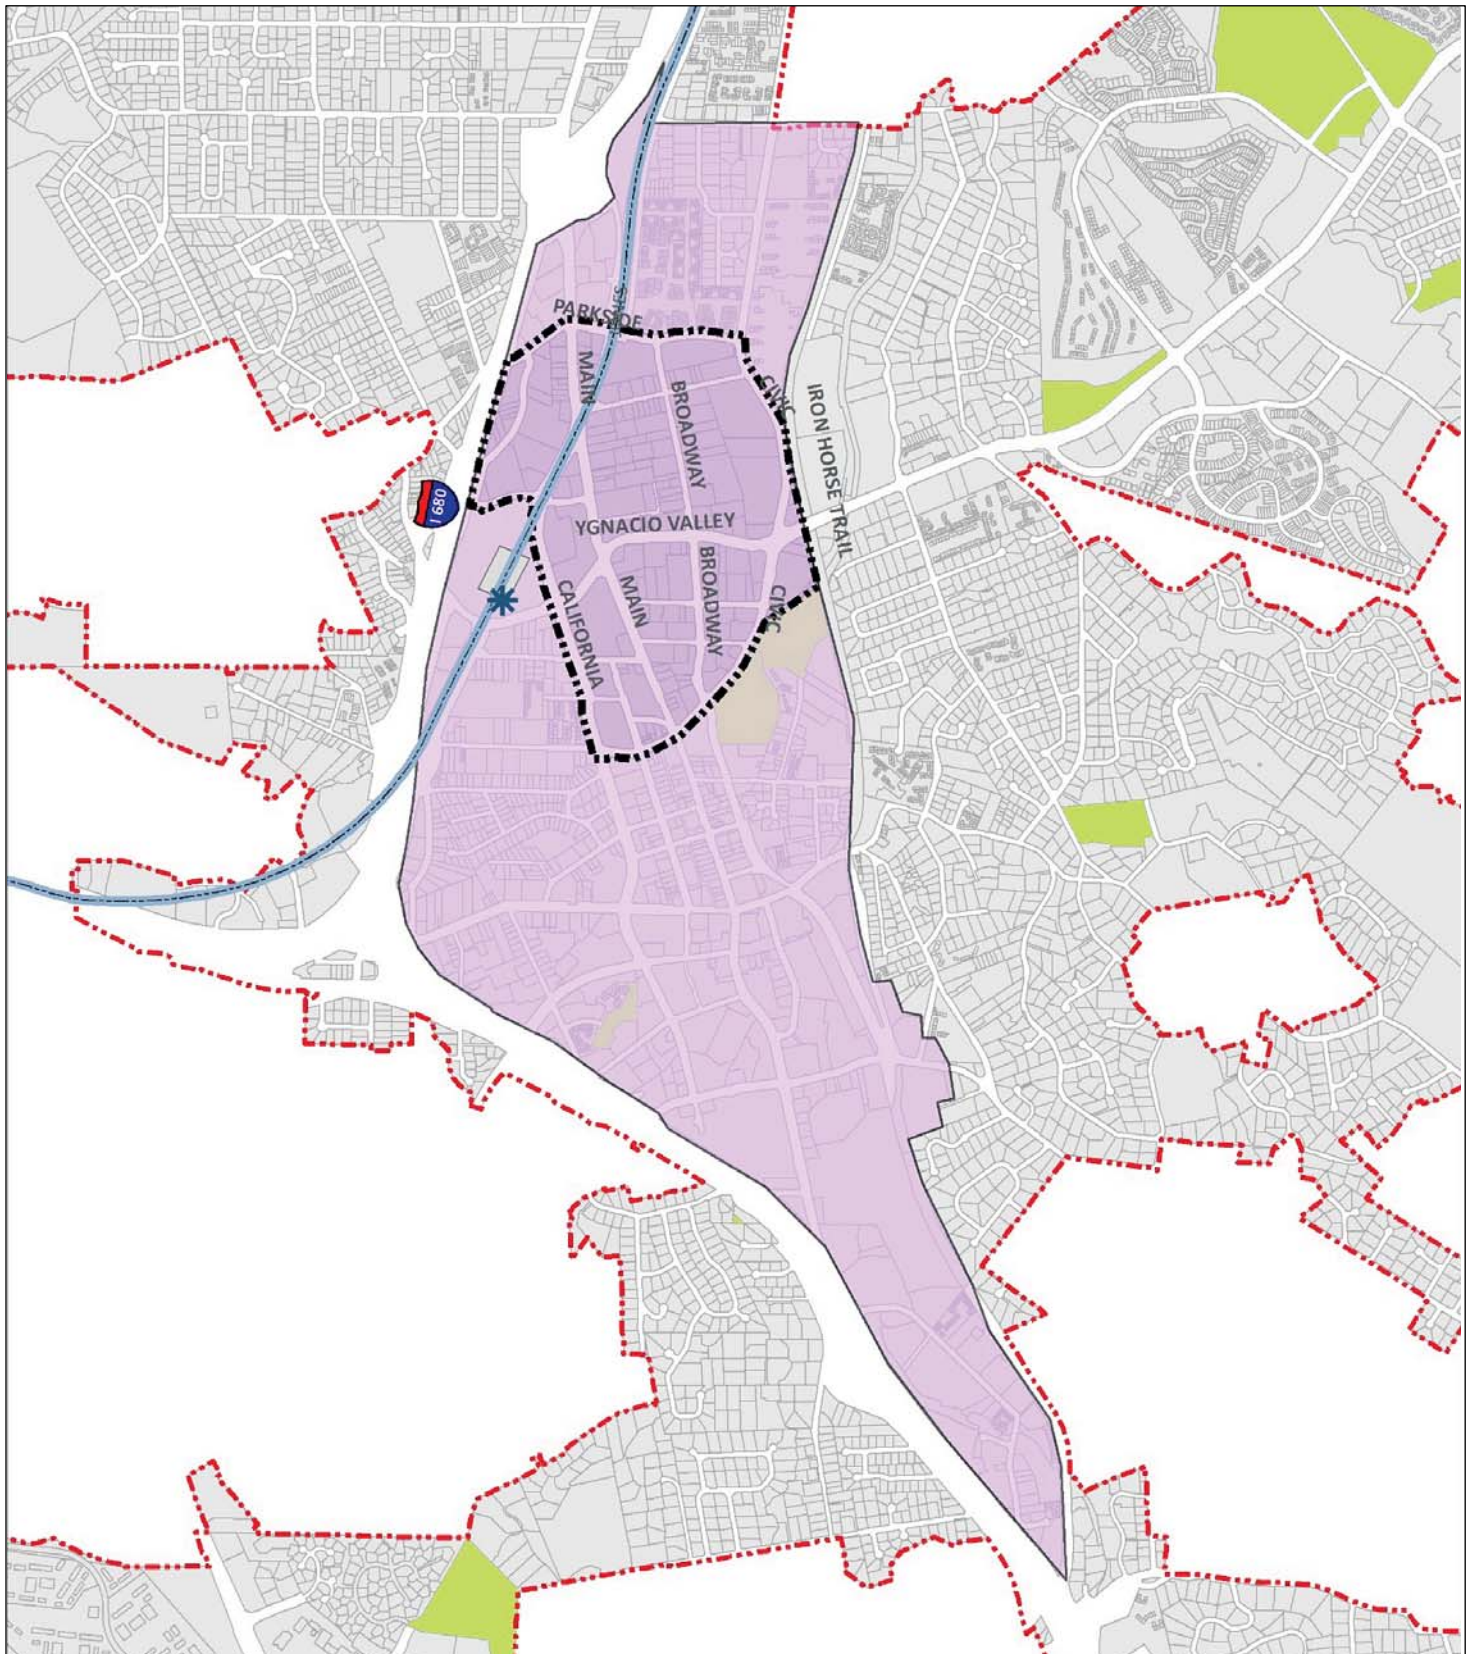 PARKSIDE
MAIN
BROADWAY
CIVIC
IRON HORSE TRAIL
I 680
YGNACIO VALLEY
BROADWAY
MAIN
CALIFORNIA
CIVIC